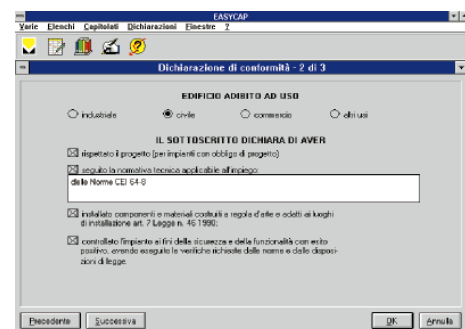 EASYCAP
Varie Elenchi Capitolati Dichiarazioni Finestre ?
Dichiarazione di conformità - 2 di 3
EDIFICIO ADIBITO AD USO
industriale civile commercio altri usi
IL SOTTOSCRITTO DICHIARA DI AVER
rispettato il progetto (per impianti con obbligo di progetto)
seguito la normativa tecnica applicabile all'impiego:
delle Norme CEI 64-8
installato componenti e materiali costruiti a regola d'arte e adatti ai luoghi
di installazione art. 7 Legge n. 46 1990;
controllato l'impianto ai fini della sicurezza e della funzionalità con esito
positivo, avendo eseguito le verifiche richieste dalle norme e dalle disposi-
zioni di legge.
Precedente Successiva OK Annulla